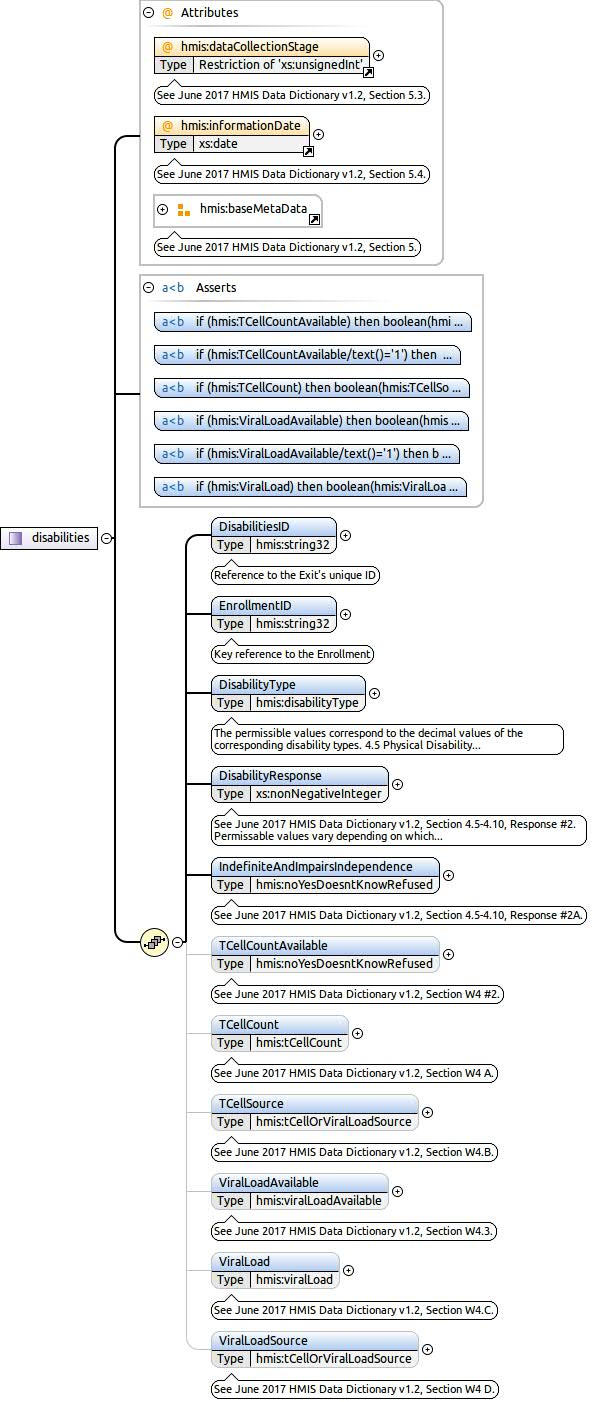 @ Attributes
@ hmis:dataCollectionStage
Type Restriction of 'xs:unsignedInt'
See June 2017 HMIS Data Dictionary v1.2, Section 5.3.
@ hmis:informationDate
Type xs:date
See June 2017 HMIS Data Dictionary v1.2, Section 5.4.
hmis:baseMetaData
See June 2017 HMIS Data Dictionary v1.2, Section 5.
a<b Asserts
a<b if (hmis:TCellCountAvailable) then boolean(hmi ...
a<b if (hmis:TCellCountAvailable/text()='1') then ...
a<b if (hmis:TCellCount) then boolean(hmis:TCellSo ...
a<b if (hmis:ViralLoadAvailable) then boolean(hmis ...
a<b if (hmis:ViralLoadAvailable/text()='1') then b ...
a<b if (hmis:ViralLoad) then boolean(hmis:ViralLoa ...
disabilities
DisabilitiesID
Type hmis:string32
Reference to the Exit's unique ID
EnrollmentID
Type hmis:string32
Key reference to the Enrollment
DisabilityType
Type hmis:disabilityType
The permissible values correspond to the decimal values of the
corresponding disability types. 4.5 Physical Disability...
DisabilityResponse
Type xs:nonNegativeInteger
See June 2017 HMIS Data Dictionary v1.2, Section 4.5-4.10, Response #2.
Permissable values vary depending on which...
IndefiniteAndImpairsIndependence
Type hmis:noYesDoesntKnowRefused
See June 2017 HMIS Data Dictionary v1.2, Section 4.5-4.10, Response #2A.
TCellCountAvailable
Type hmis:noYesDoesntKnowRefused
See June 2017 HMIS Data Dictionary v1.2, Section W4 #2.
TCellCount
Type hmis:tCellCount
See June 2017 HMIS Data Dictionary v1.2, Section W4 A.
TCellSource
Type hmis:tCellOrViralLoadSource
See June 2017 HMIS Data Dictionary v1.2, Section W4.B.
ViralLoadAvailable
Type hmis:viralLoadAvailable
See June 2017 HMIS Data Dictionary v1.2, Section W4.3.
ViralLoad
Type hmis:viralLoad
See June 2017 HMIS Data Dictionary v1.2, Section W4.C.
ViralLoadSource
Type hmis:tCellOrViralLoadSource
See June 2017 HMIS Data Dictionary v1.2, Section W4 D.